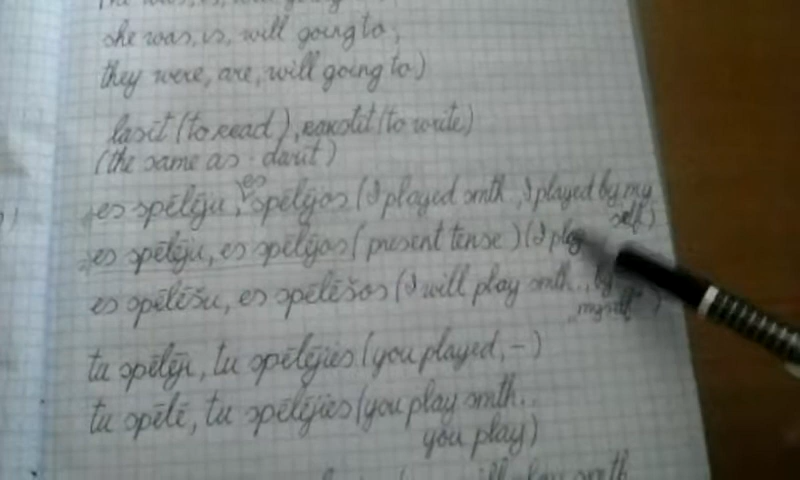 she was, is, will going to,
they were, are, will going to)
lasīt (to read), rakstīt (to write)
(the same as darīt)
es spēlēju, es spēlējos (I played smth., I played by my
self)
es spēlēju, es spēlējos (present tense) (I play
es spēlēšu, es spēlēšos (I will play smth., by
"myself")
tu spēlēji, tu spēlējies (you played, -)
tu spēlē, tu spēlējies (you play smth..
you play)
will play smth